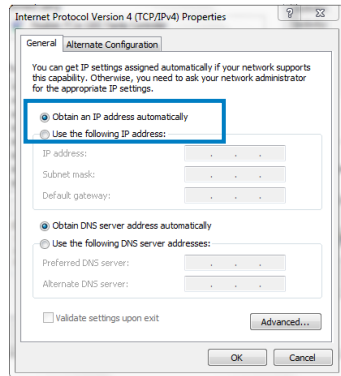 Internet Protocol Version 4 (TCP/IPv4) Properties
General
Alternate Configuration
You can get IP settings assigned automatically if your network supports
this capability. Otherwise, you need to ask your network administrator
for the appropriate IP settings.
Obtain an IP address automatically
Use the following IP address:
IP address:
Subnet mask:
Default gateway:
Obtain DNS server address automatically
Use the following DNS server addresses:
Preferred DNS server:
Alternate DNS server:
Validate settings upon exit
Advanced...
OK
Cancel